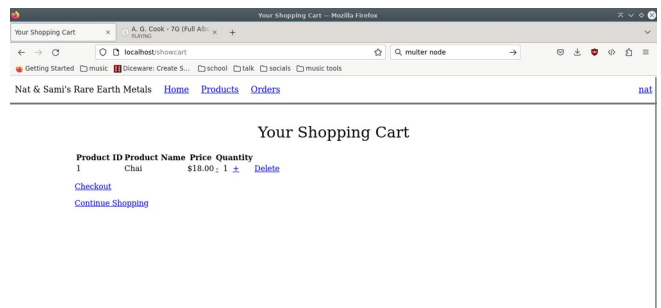 Your Shopping Cart — Mozilla Firefox
Your Shopping Cart × A. G. Cook - 7G (Full Albu × +
PLAYING
localhost/showcart multer node
Getting Started music Diceware: Create S... school talk socials music tools
Nat & Sami's Rare Earth Metals Home Products Orders nat
Your Shopping Cart
Product ID Product Name Price Quantity
1 Chai $18.00 - 1 + Delete
Checkout
Continue Shopping